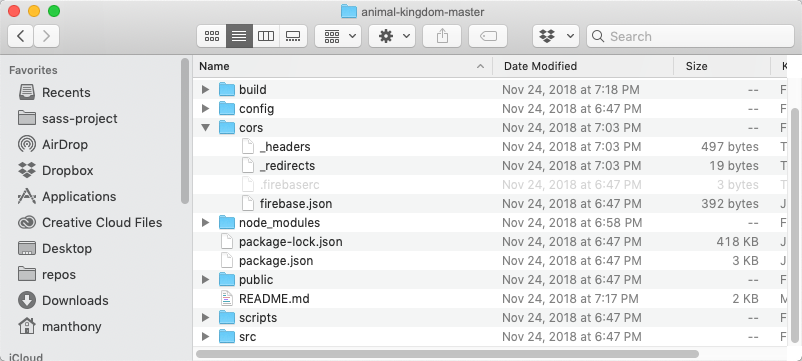 animal-kingdom-master
Search
Favorites
Recents
sass-project
AirDrop
Dropbox
Applications
Creative Cloud Files
Desktop
repos
Downloads
manthony
iCloud
Name Date Modified Size K
build Nov 24, 2018 at 7:18 PM -- F
config Nov 24, 2018 at 6:47 PM -- F
cors Nov 24, 2018 at 7:03 PM -- F
_headers Nov 24, 2018 at 7:03 PM 497 bytes T
_redirects Nov 24, 2018 at 7:03 PM 19 bytes T
.firebaserc Nov 24, 2018 at 6:47 PM 3 bytes T
firebase.json Nov 24, 2018 at 6:47 PM 392 bytes J
node_modules Nov 24, 2018 at 6:58 PM -- F
package-lock.json Nov 24, 2018 at 6:47 PM 418 KB J
package.json Nov 24, 2018 at 6:47 PM 3 KB J
public Nov 24, 2018 at 6:47 PM -- F
README.md Nov 24, 2018 at 7:17 PM 2 KB M
scripts Nov 24, 2018 at 6:47 PM -- F
src Nov 24, 2018 at 6:47 PM -- F